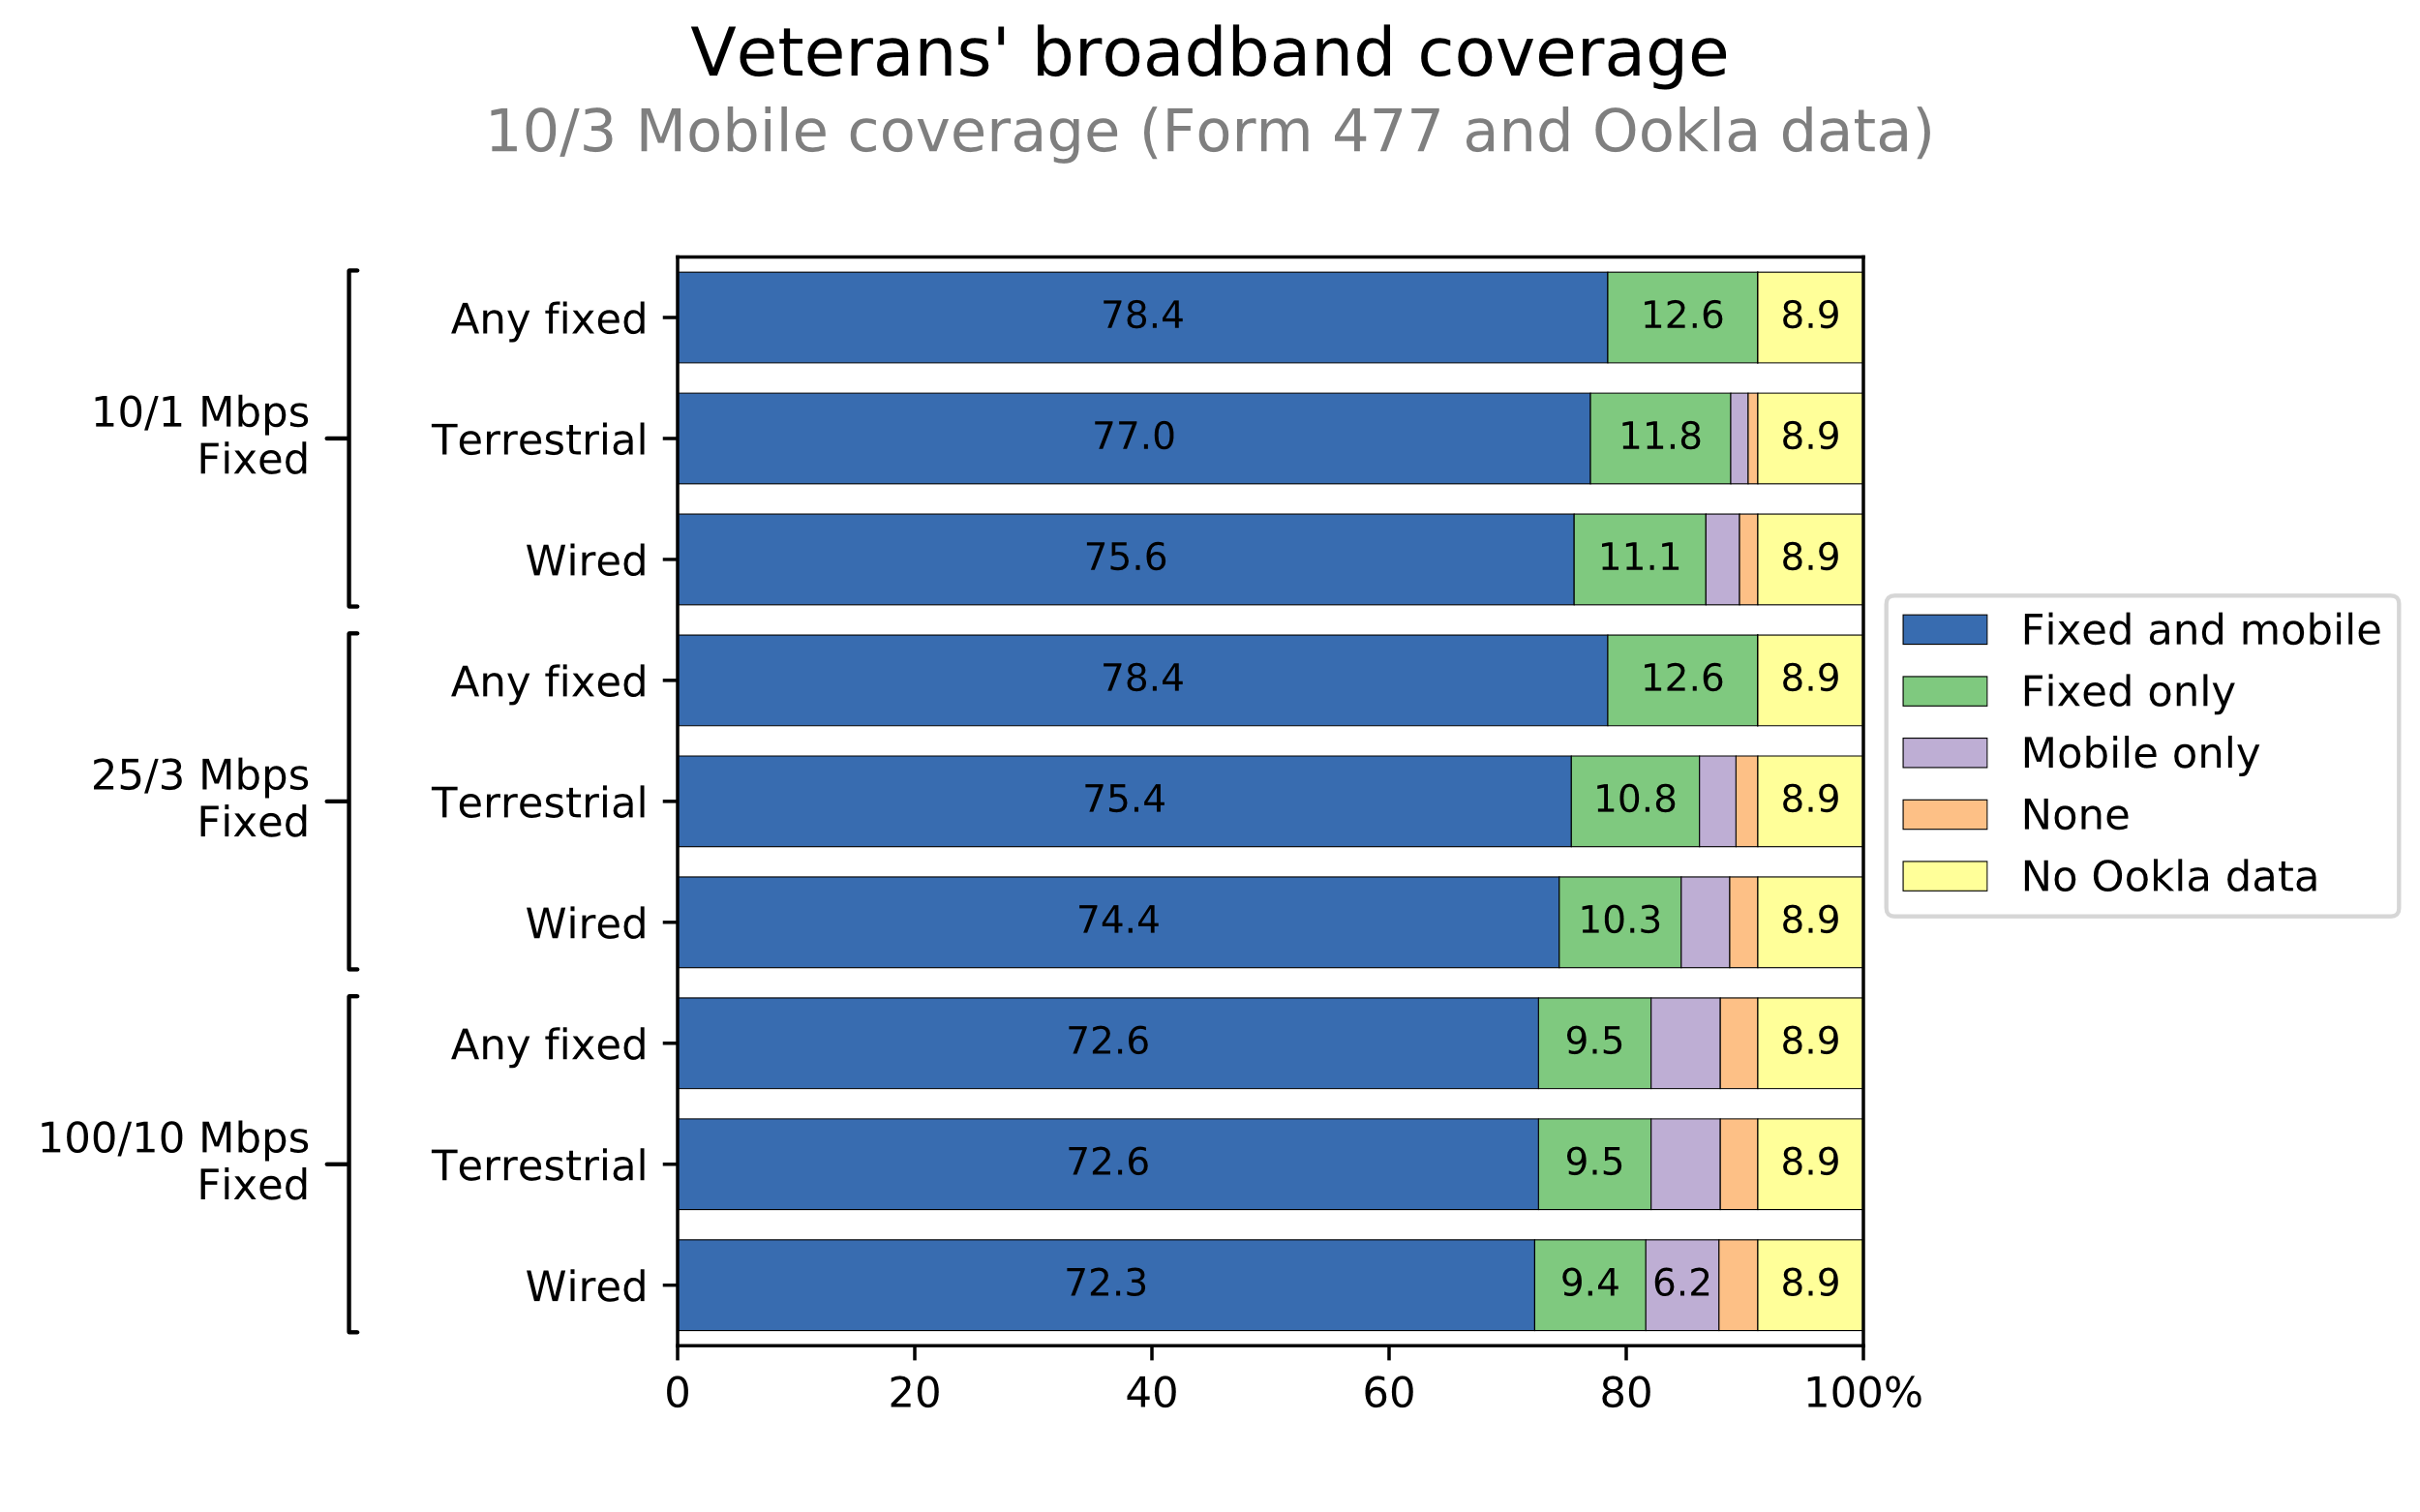 Veterans' broadband coverage
10/3 Mobile coverage (Form 477 and Ookla data)
10/1 Mbps
Fixed
Any fixed
78.4 12.6 8.9
Terrestrial
77.0 11.8 8.9
Wired
75.6 11.1 8.9
25/3 Mbps
Fixed
Any fixed
78.4 12.6 8.9
Terrestrial
75.4 10.8 8.9
Wired
74.4 10.3 8.9
100/10 Mbps
Fixed
Any fixed
72.6 9.5 8.9
Terrestrial
72.6 9.5 8.9
Wired
72.3 9.4 6.2 8.9
0 20 40 60 80 100%
Fixed and mobile
Fixed only
Mobile only
None
No Ookla data